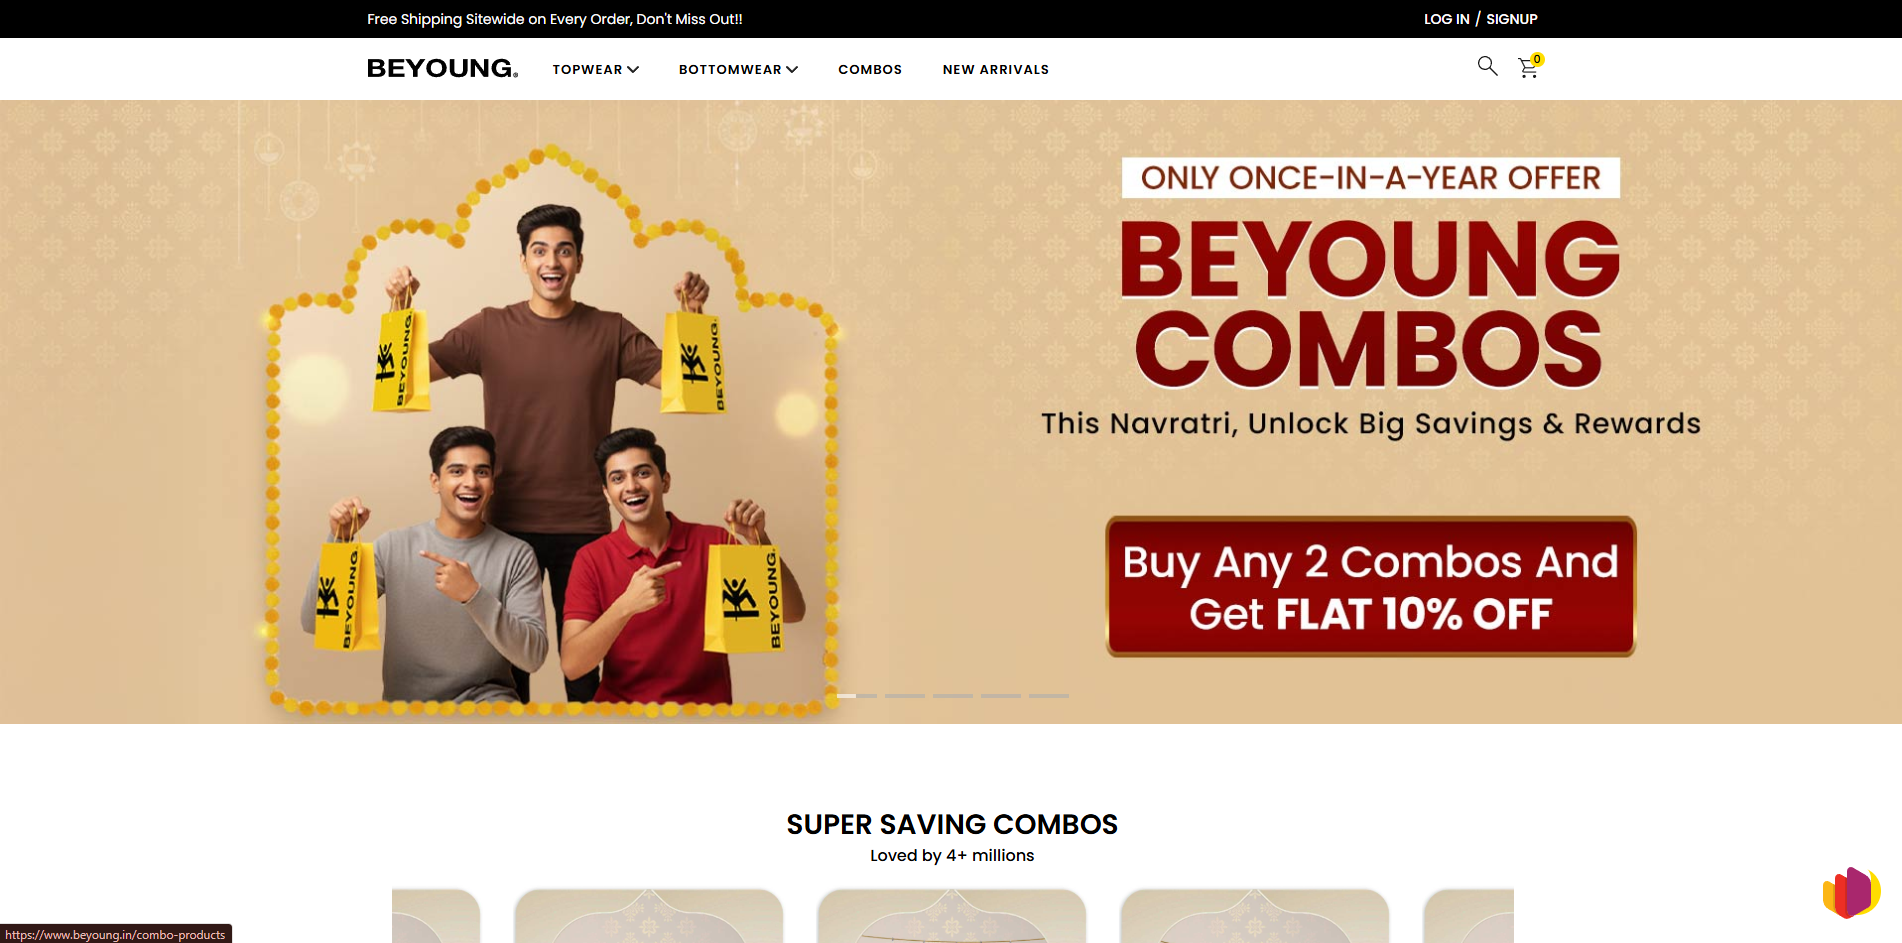 Free Shipping Sitewide on Every Order, Don't Miss Out!!
LOG IN / SIGNUP
BEYOUNG.
TOPWEAR
BOTTOMWEAR
COMBOS
NEW ARRIVALS
0
ONLY ONCE-IN-A-YEAR OFFER
BEYOUNG
COMBOS
This Navratri, Unlock Big Savings & Rewards
Buy Any 2 Combos And
Get FLAT 10% OFF
BEYOUNG.
BEYOUNG.
BEYOUNG.
BEYOUNG.
SUPER SAVING COMBOS
Loved by 4+ millions
https://www.beyoung.in/combo-products